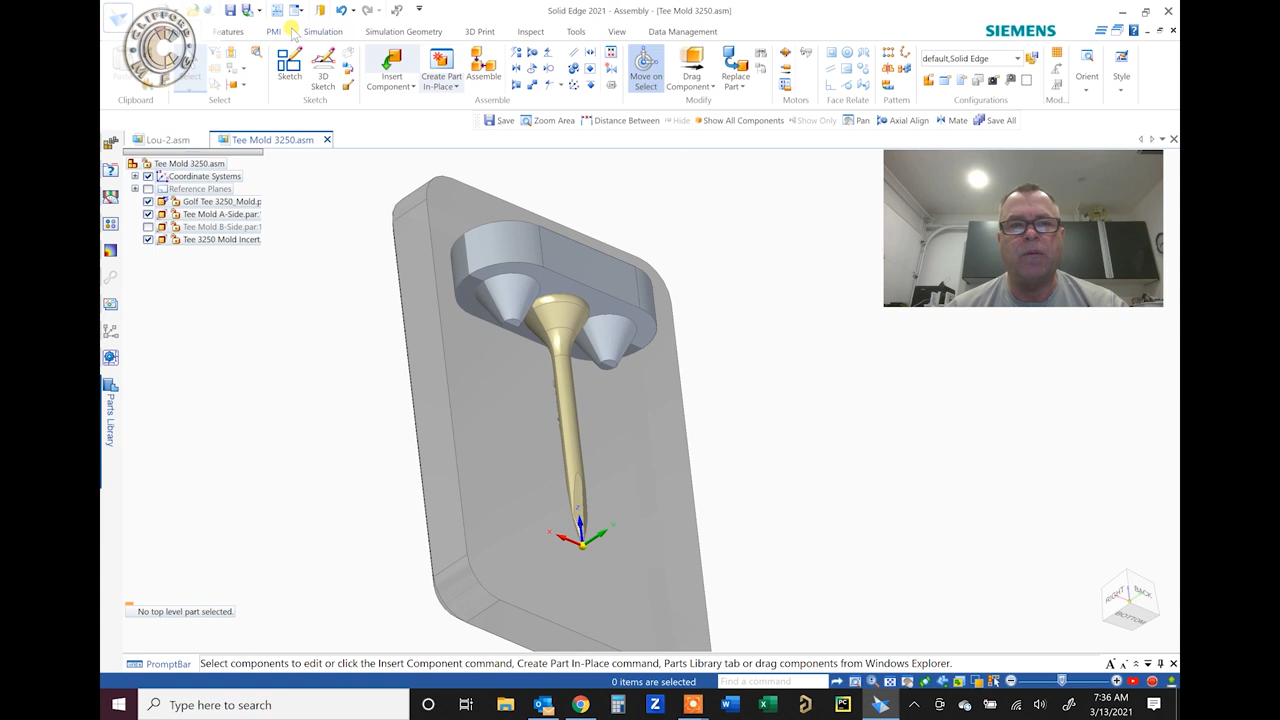 Solid Edge 2021 - Assembly - [Tee Mold 3250.asm]
Features PMI Simulation Simulation Geometry 3D Print Inspect Tools View Data Management
SIEMENS
CLIFFORD
C
Select
Sketch
3D
Sketch
Insert
Component
Create Part
In-Place
Assemble
Move on
Select
Drag
Component
Replace
Part
default,Solid Edge
Orient
Style
Clipboard Select Sketch Assemble Modify Motors Face Relate Pattern Configurations Mod...
Save Zoom Area Distance Between Hide Show All Components Show Only Pan Axial Align Mate Save All
Lou-2.asm Tee Mold 3250.asm
Tee Mold 3250.asm
Coordinate Systems
Reference Planes
Golf Tee 3250_Mold.p
Tee Mold A-Side.par:
Tee Mold B-Side.par:1
Tee 3250 Mold Incert.
Parts Library
X
Z
RIGHT BACK
BOTTOM
No top level part selected.
PromptBar Select components to edit or click the Insert Component command, Create Part In-Place command, Parts Library tab or drag components from Windows Explorer.
0 items are selected Find a command
Type here to search
7:36 AM
3/13/2021